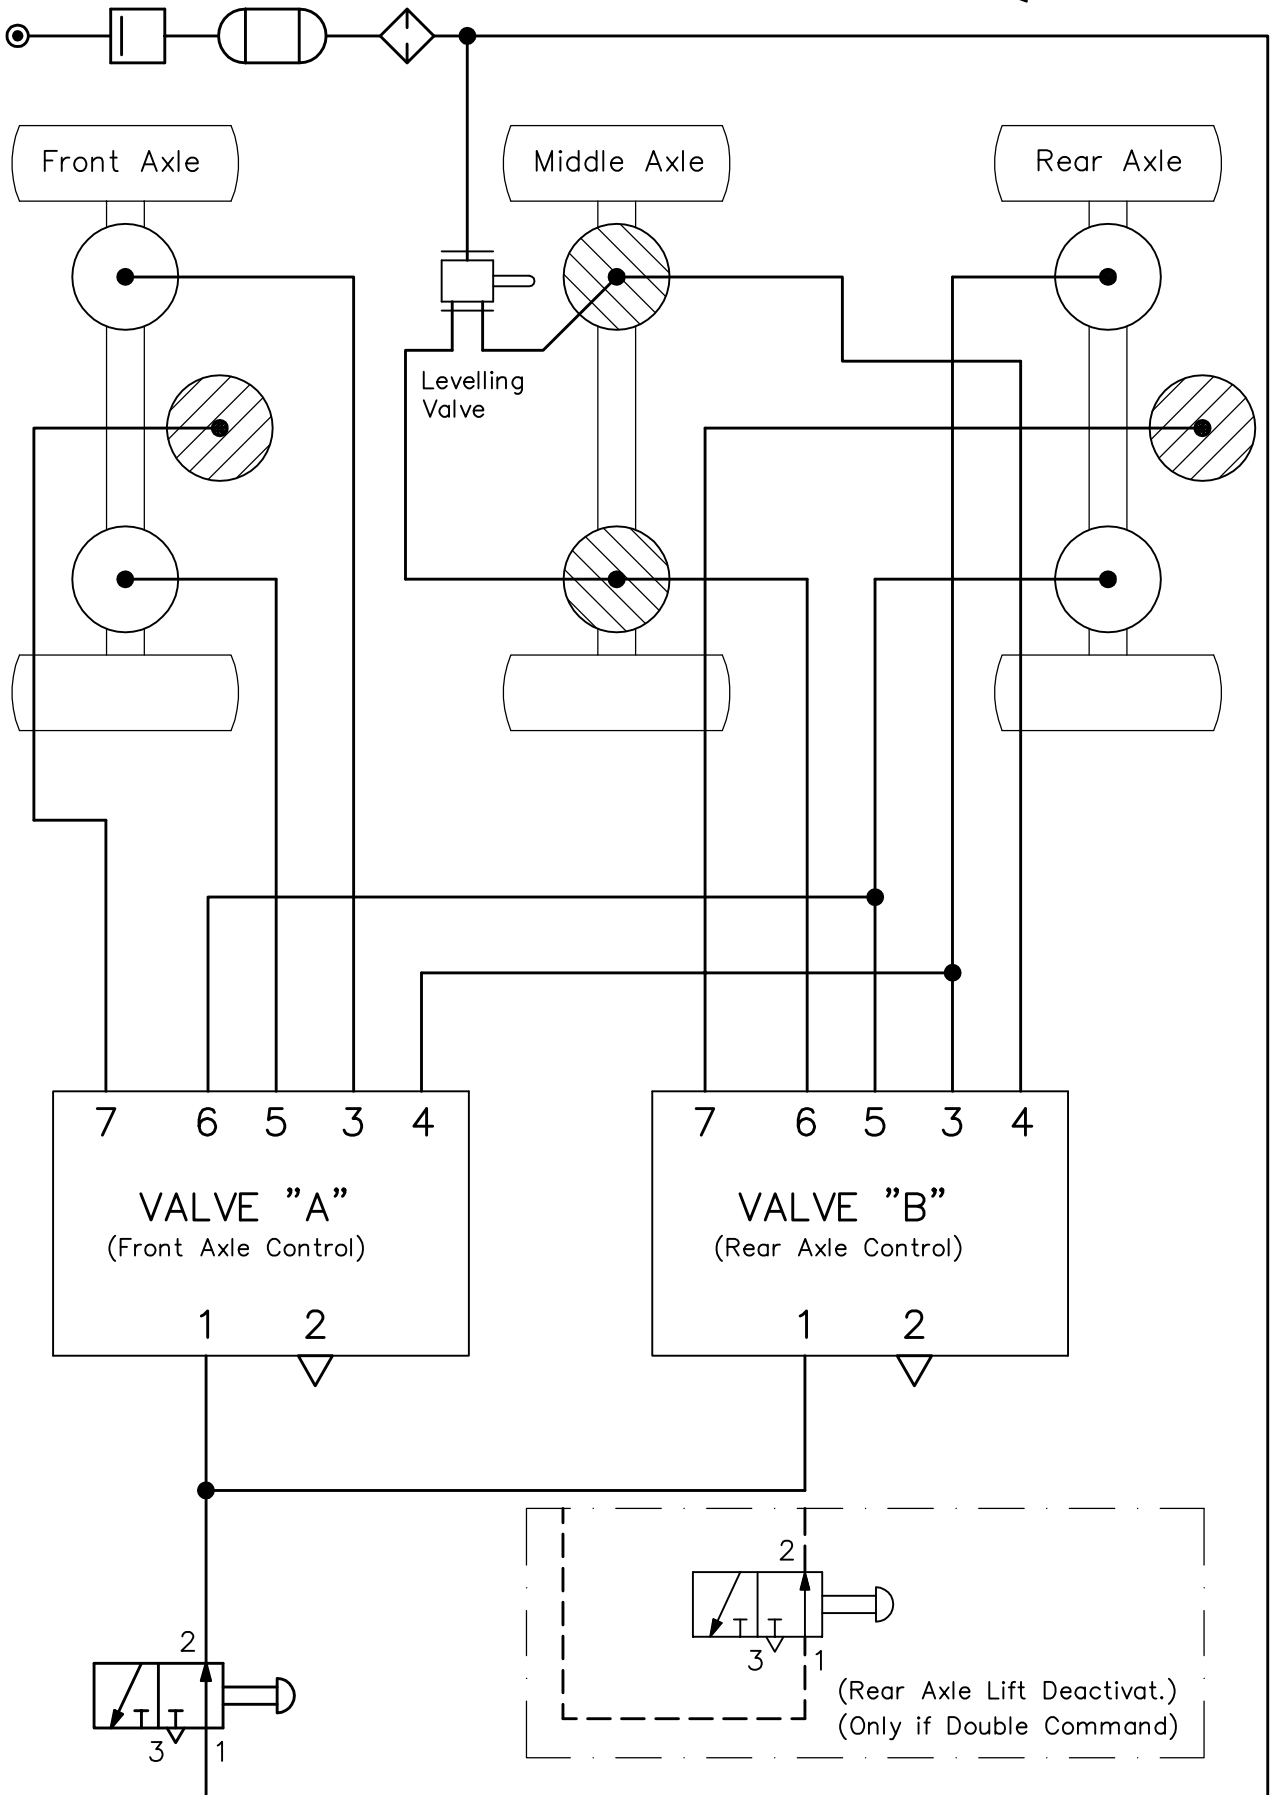 Front Axle
Middle Axle
Rear Axle
Levelling
Valve
7 6 5 3 4
VALVE "A"
(Front Axle Control)
1 2
7 6 5 3 4
VALVE "B"
(Rear Axle Control)
1 2
2
3 1
2
3 1
(Rear Axle Lift Deactivat.)
(Only if Double Command)